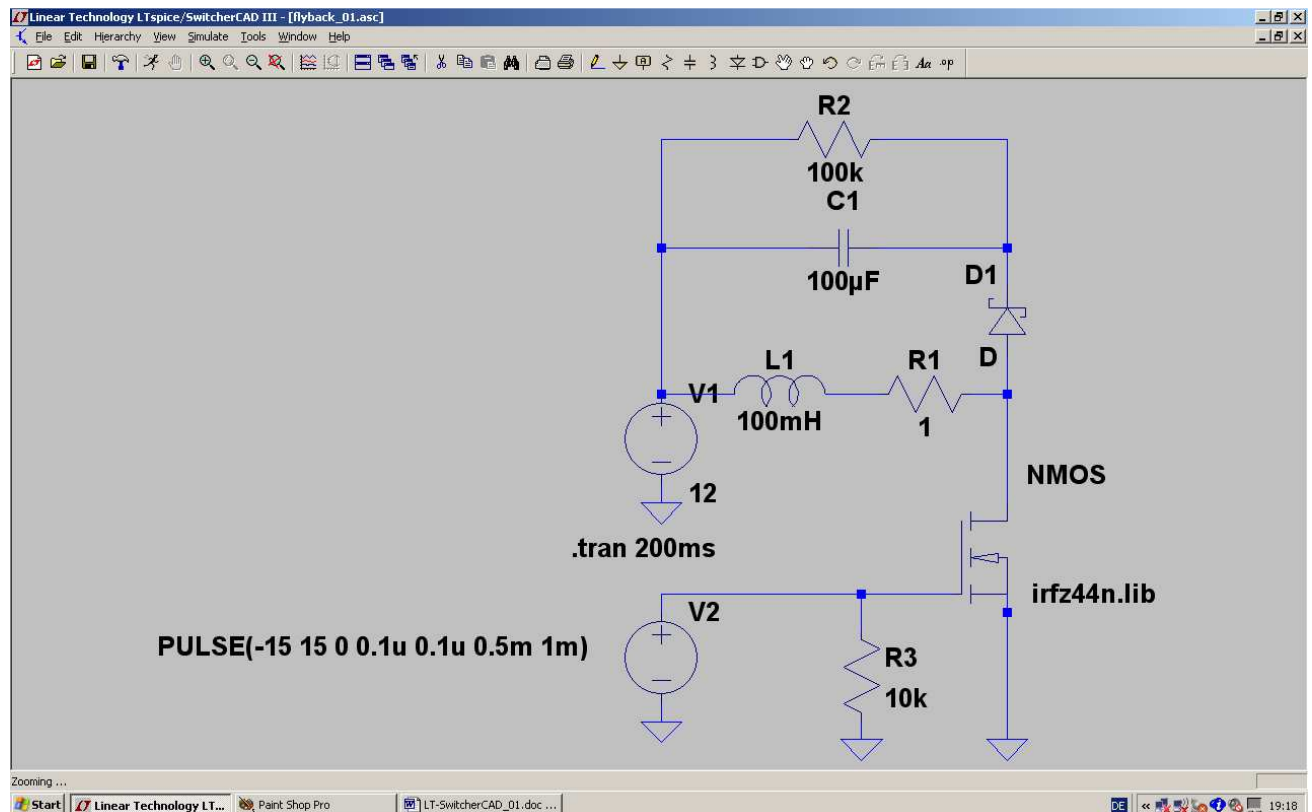 Linear Technology LTspice/SwitcherCAD III - [flyback_01.asc]
File Edit Hierarchy View Simulate Tools Window Help
Aa .op
R2
100k
C1
100µF
D1
D
L1
R1
V1
100mH
1
NMOS
12
.tran 200ms
irfz44n.lib
V2
PULSE(-15 15 0 0.1u 0.1u 0.5m 1m)
R3
10k
Zooming ...
Start Linear Technology LT... Paint Shop Pro LT-SwitcherCAD_01.doc ... DE « 19:18